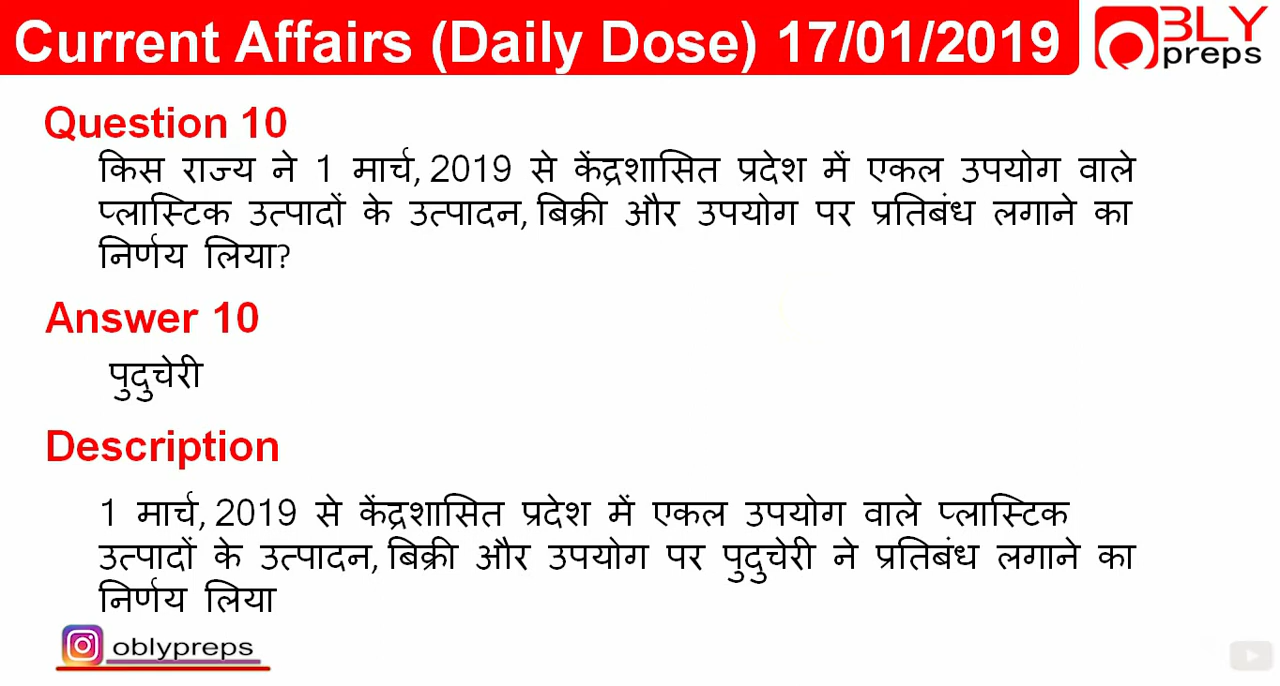 Current Affairs (Daily Dose) 17/01/2019
BLY
preps
Question 10
किस राज्य ने 1 मार्च, 2019 से केंद्रशासित प्रदेश में एकल उपयोग वाले
प्लास्टिक उत्पादों के उत्पादन, बिक्री और उपयोग पर प्रतिबंध लगाने का
निर्णय लिया?
Answer 10
पुदुचेरी
Description
1 मार्च, 2019 से केंद्रशासित प्रदेश में एकल उपयोग वाले प्लास्टिक
उत्पादों के उत्पादन, बिक्री और उपयोग पर पुदुचेरी ने प्रतिबंध लगाने का
निर्णय लिया
oblypreps